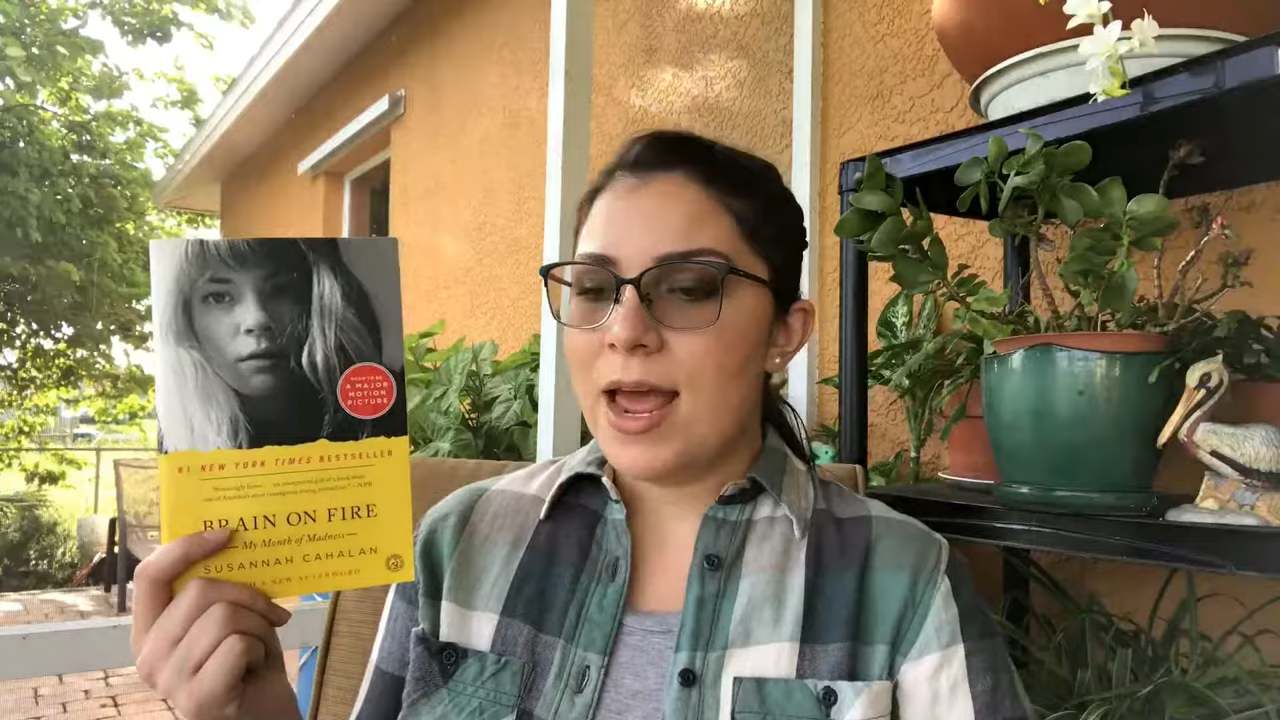 SOON TO BE
A MAJOR
MOTION
PICTURE
#1 NEW YORK TIMES BESTSELLER
BRAIN ON FIRE
—My Month of Madness—
SUSANNAH CAHALAN
A NEW AFTERWORD